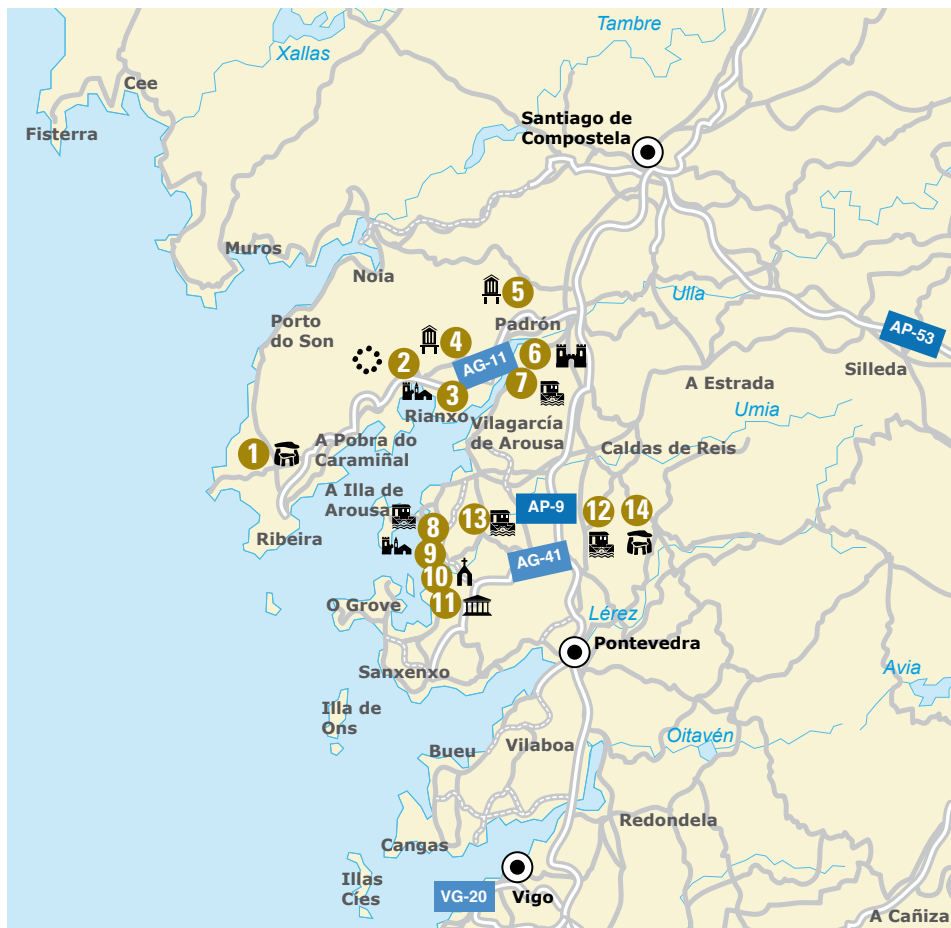 Tambre
Xallas
Cee
Fisterra
Santiago de
Compostela
Muros
Noia
5
Ulla
Padrón
Porto
do Son
4
AP-53
2
AG-11
6
7
Silleda
A Estrada
3
Rianxo
Umia
Vilagarcía
de Arousa
A Pobra do
Caramiñal
1
Caldas de Reis
A Illa de
Arousa
8
13
AP-9
12
14
Ribeira
9
AG-41
10
11
O Grove
Lérez
Pontevedra
Sanxenxo
Avia
Illa de
Ons
Oitavén
Bueu
Vilaboa
Redondela
Cangas
Illas
Cíes
VG-20
Vigo
A Cañiza